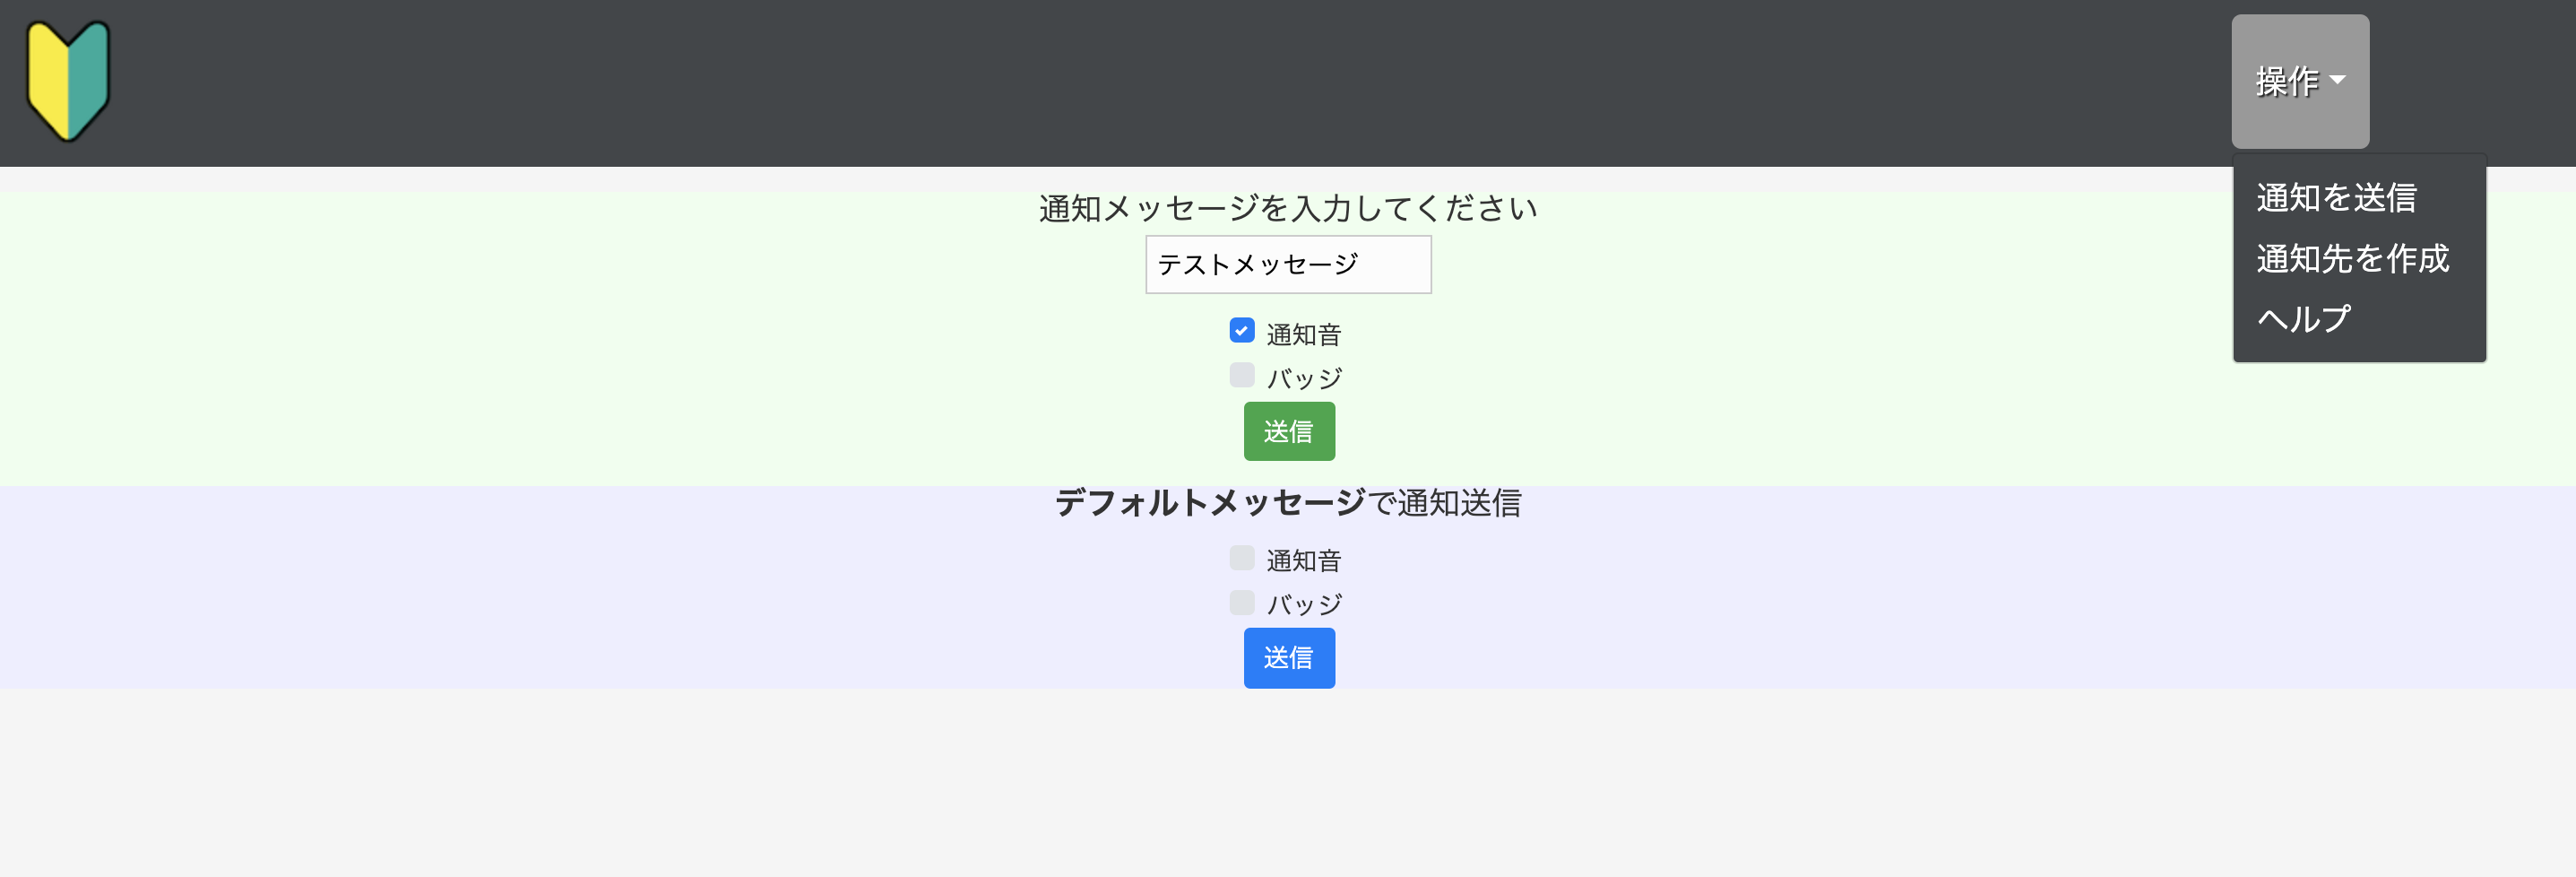 操作
通知を送信
通知先を作成
ヘルプ
通知メッセージを入力してください
テストメッセージ
通知音
バッジ
送信
デフォルトメッセージで通知送信
通知音
バッジ
送信